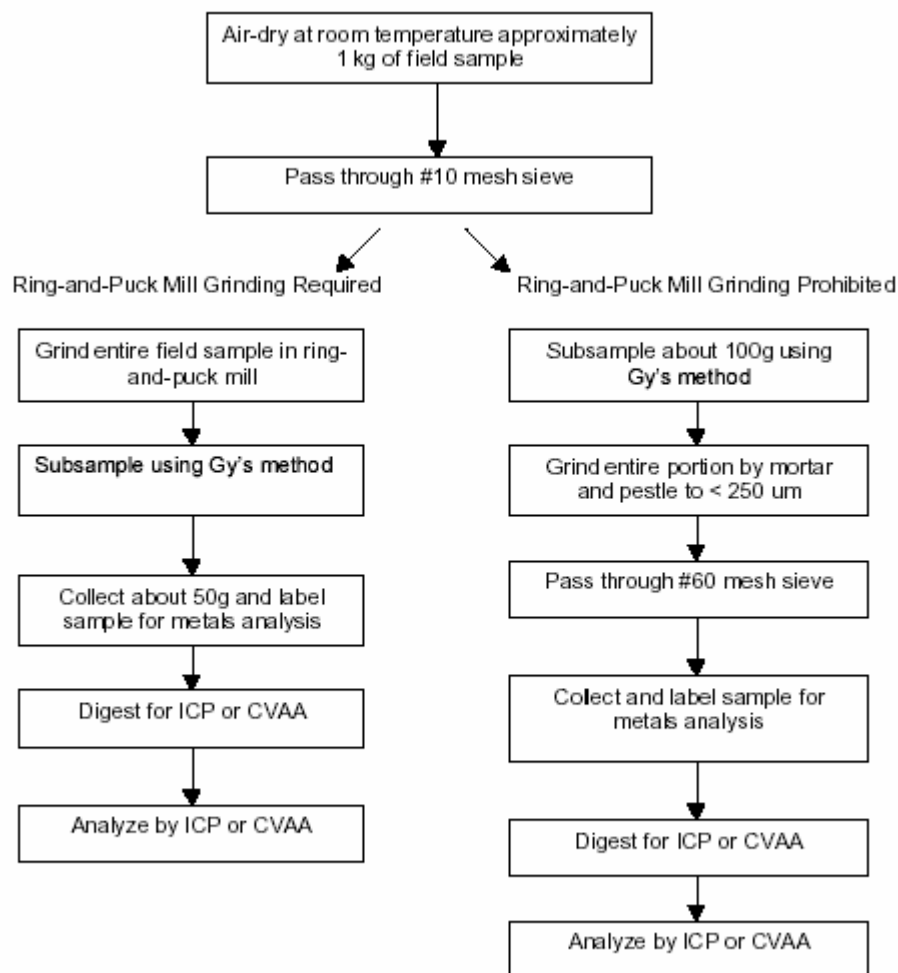 Air-dry at room temperature approximately
1 kg of field sample
Pass through #10 mesh sieve
Ring-and-Puck Mill Grinding Required
Grind entire field sample in ring-
and-puck mill
Subsample using Gy's method
Collect about 50g and label
sample for metals analysis
Digest for ICP or CVAA
Analyze by ICP or CVAA
Ring-and-Puck Mill Grinding Prohibited
Subsample about 100g using
Gy's method
Grind entire portion by mortar
and pestle to < 250 um
Pass through #60 mesh sieve
Collect and label sample for
metals analysis
Digest for ICP or CVAA
Analyze by ICP or CVAA